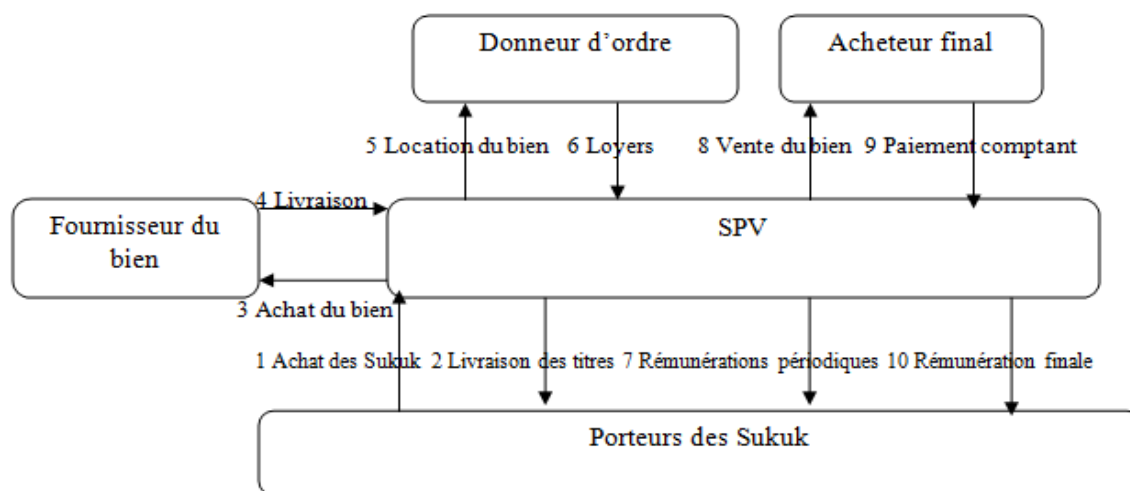 Donneur d’ordre
Acheteur final
5 Location du bien 6 Loyers 8 Vente du bien 9 Paiement comptant
4 Livraison
Fournisseur du
bien
SPV
3 Achat du bien
1 Achat des Sukuk 2 Livraison des titres 7 Rémunérations périodiques 10 Rémunération finale
Porteurs des Sukuk